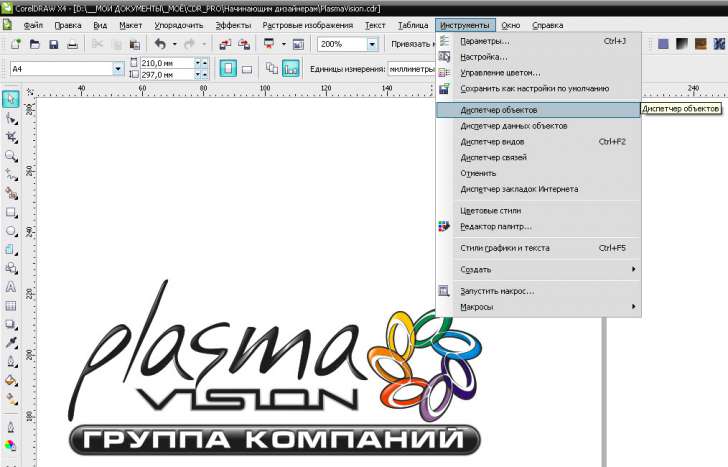 CorelDRAW X4 - [D:\__МОИ ДОКУМЕНТЫ\_МОЁ\CDR_PRO\Начинающим дизайнерам\PlasmaVision.cdr]
Файл Правка Вид Макет Упорядочить Эффекты Растровые изображения Текст Таблица Инструменты Окно Справка
200% Привязать к
A4 210,0 мм 297,0 мм Единицы измерения: миллиметры
Параметры... Ctrl+J
Настройка...
Управление цветом...
Сохранить как настройки по умолчанию
Диспетчер объектов
Диспетчер объектов
Диспетчер данных объектов
Диспетчер видов Ctrl+F2
Диспетчер связей
Отменить
Диспетчер закладок Интернета
Цветовые стили
Редактор палитр...
Стили графики и текста Ctrl+F5
Создать
Запустить макрос...
Макросы
20 0 20 40 60 80 100 120 140 240
280
260
240
220
200
180
plasma
VISION
ГРУППА КОМПАНИЙ